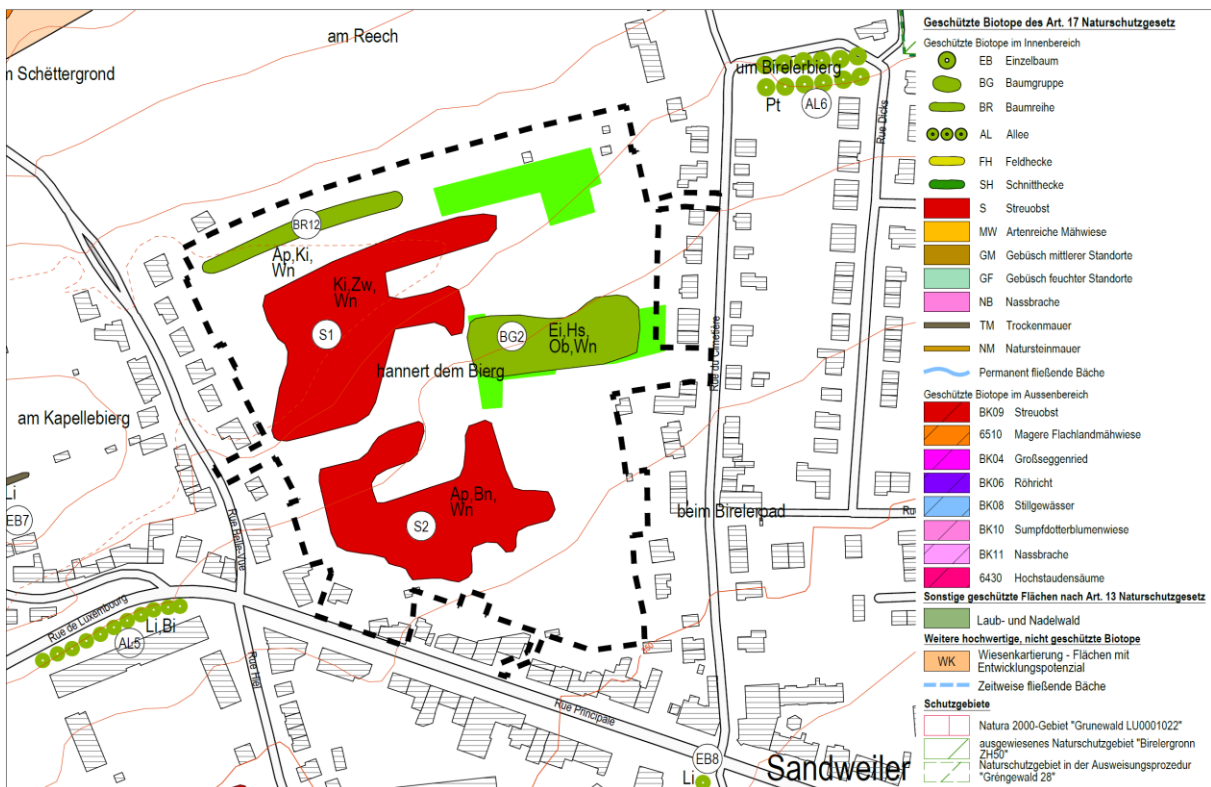 am Reech
m Schëttergrond
um Birelerbierg
Pt
AL6
Rue Dicks
BR12
Ap,Ki,
Wn
Ki,Zw,
Wn
S1
Ei,Hs,
Ob,Wn
BG2
hannert dem Bierg
Rue du Cimetière
am Kapellebierg
Li
EB7
Ap,Bn,
Wn
S2
beim Birelerpad
Ru
Rue Belle-Vue
Rue de Luxembourg
Li,Bi
AL5
Rue Hiel
Rue Principale
EB8
Li
Sandweiler
Geschützte Biotope des Art. 17 Naturschutzgesetz
Geschützte Biotope im Innenbereich
EB Einzelbaum
BG Baumgruppe
BR Baumreihe
AL Allee
FH Feldhecke
SH Schnitthecke
S Streuobst
MW Artenreiche Mähwiese
GM Gebüsch mittlerer Standorte
GF Gebüsch feuchter Standorte
NB Nassbrache
TM Trockenmauer
NM Natursteinmauer
Permanent fließende Bäche
Geschützte Biotope im Aussenbereich
BK09 Streuobst
6510 Magere Flachlandmähwiese
BK04 Großseggenried
BK06 Röhricht
BK08 Stillgewässer
BK10 Sumpfdotterblumenwiese
BK11 Nassbrache
6430 Hochstaudensäume
Sonstige geschützte Flächen nach Art. 13 Naturschutzgesetz
Laub- und Nadelwald
Weitere hochwertige, nicht geschützte Biotope
WK Wiesenkartierung - Flächen mit
Entwicklungspotenzial
Zeitweise fließende Bäche
Schutzgebiete
Natura 2000-Gebiet "Grunewald LU0001022"
ausgewiesenes Naturschutzgebiet "Birelergronn
ZH50"
Naturschutzgebiet in der Ausweisungsprozedur
"Gréngewald 28"